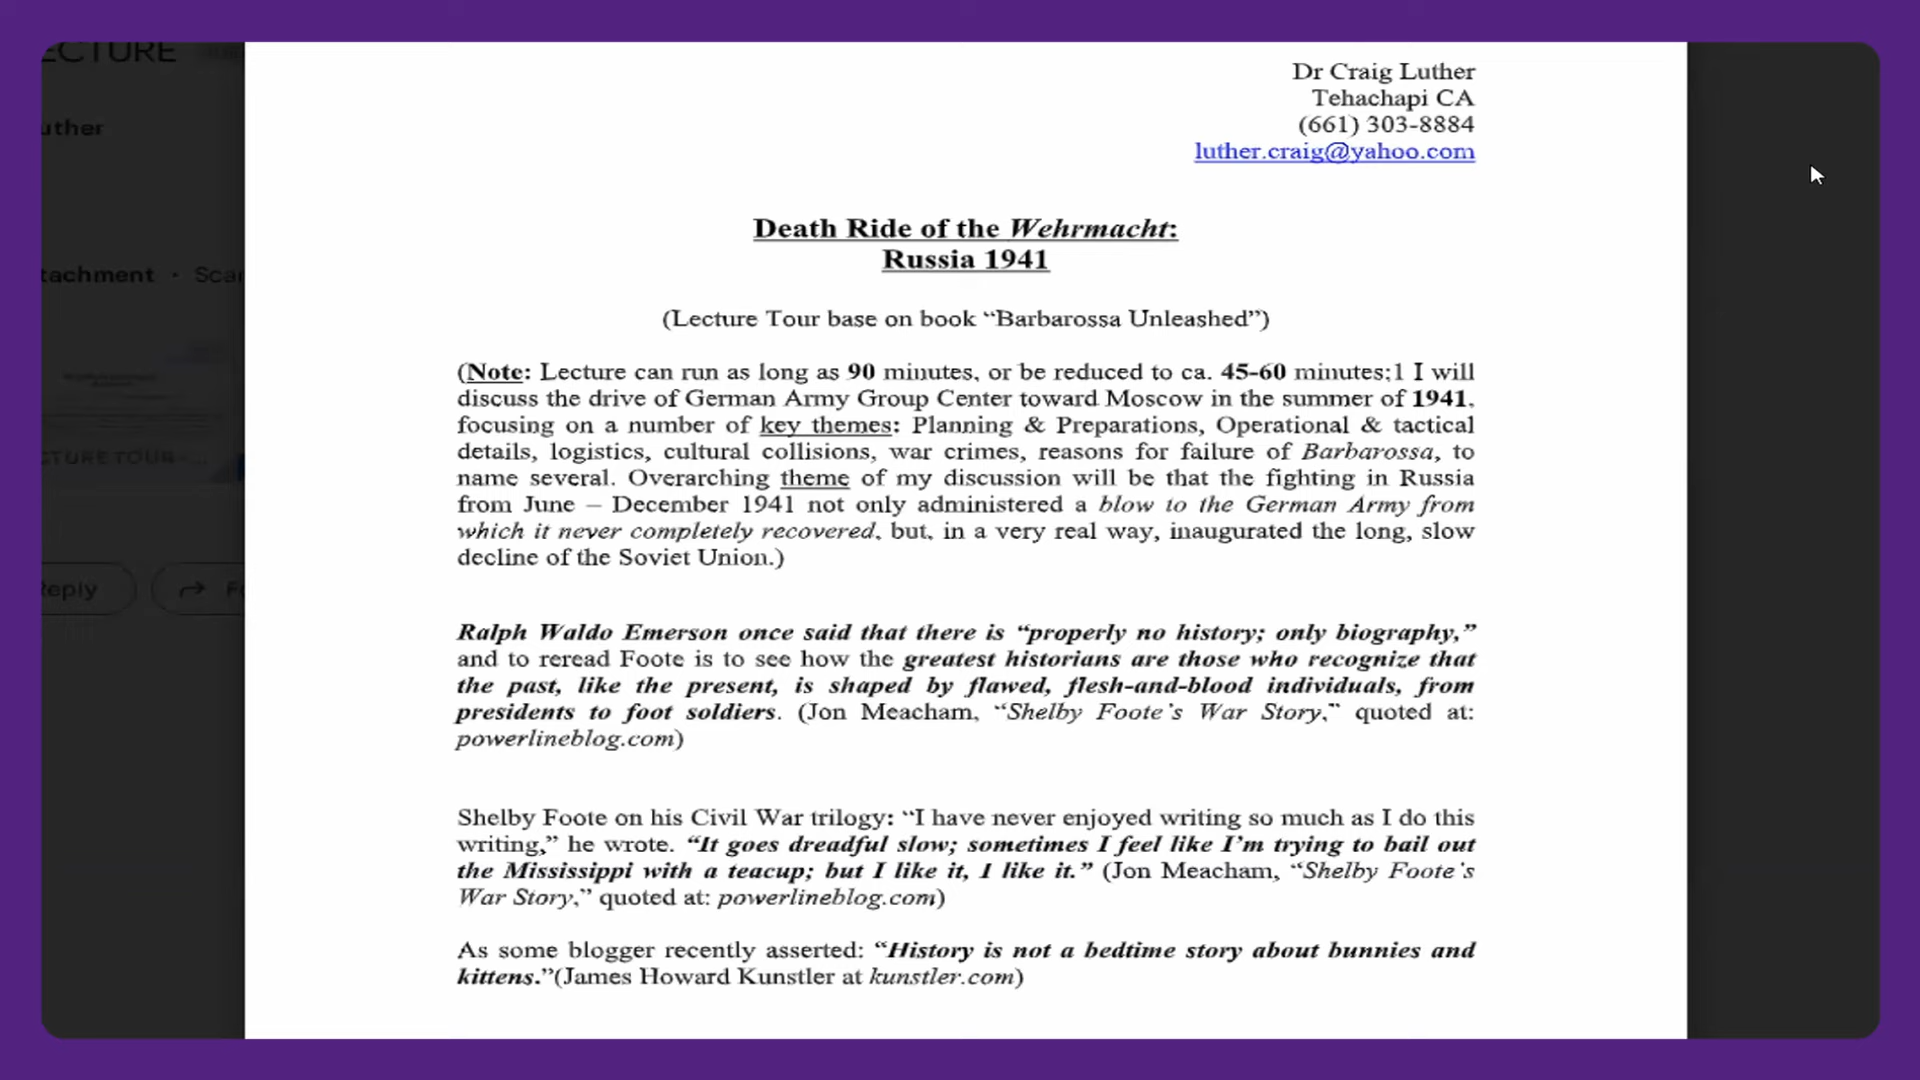 ECTURE
uther
tachment · Scan
CTURE TOUR-...
Reply
Dr Craig Luther
Tehachapi CA
(661) 303-8884
luther.craig@yahoo.com
Death Ride of the Wehrmacht:
Russia 1941
(Lecture Tour base on book “Barbarossa Unleashed”)
(Note: Lecture can run as long as 90 minutes, or be reduced to ca. 45-60 minutes;1 I will
discuss the drive of German Army Group Center toward Moscow in the summer of 1941,
focusing on a number of key themes: Planning & Preparations, Operational & tactical
details, logistics, cultural collisions, war crimes, reasons for failure of Barbarossa, to
name several. Overarching theme of my discussion will be that the fighting in Russia
from June – December 1941 not only administered a blow to the German Army from
which it never completely recovered, but, in a very real way, inaugurated the long, slow
decline of the Soviet Union.)
Ralph Waldo Emerson once said that there is “properly no history; only biography,”
and to reread Foote is to see how the greatest historians are those who recognize that
the past, like the present, is shaped by flawed, flesh-and-blood individuals, from
presidents to foot soldiers. (Jon Meacham, “Shelby Foote’s War Story,” quoted at:
powerlineblog.com)
Shelby Foote on his Civil War trilogy: “I have never enjoyed writing so much as I do this
writing,” he wrote. “It goes dreadful slow; sometimes I feel like I’m trying to bail out
the Mississippi with a teacup; but I like it, I like it.” (Jon Meacham, “Shelby Foote’s
War Story,” quoted at: powerlineblog.com)
As some blogger recently asserted: “History is not a bedtime story about bunnies and
kittens.”(James Howard Kunstler at kunstler.com)